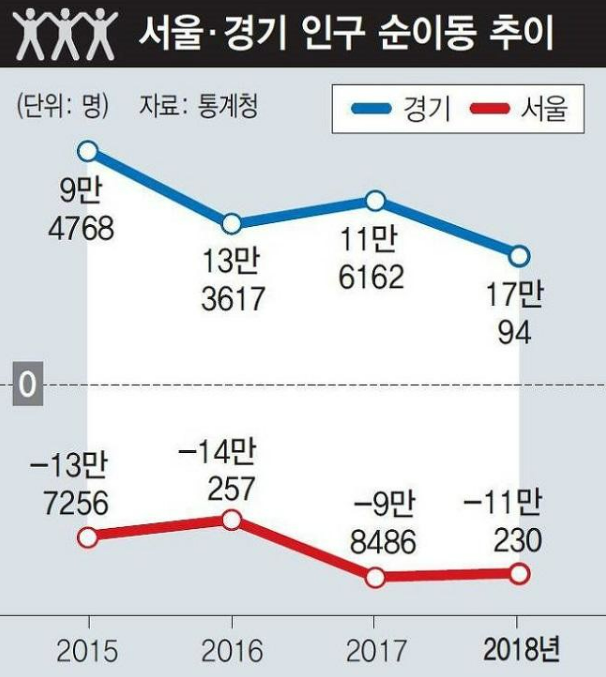 서울·경기 인구 순이동 추이
(단위: 명) 자료: 통계청
경기 서울
9만
4768
13만
3617
11만
6162
17만
94
0
-13만
7256
-14만
257
-9만
8486
-11만
230
2015 2016 2017 2018년